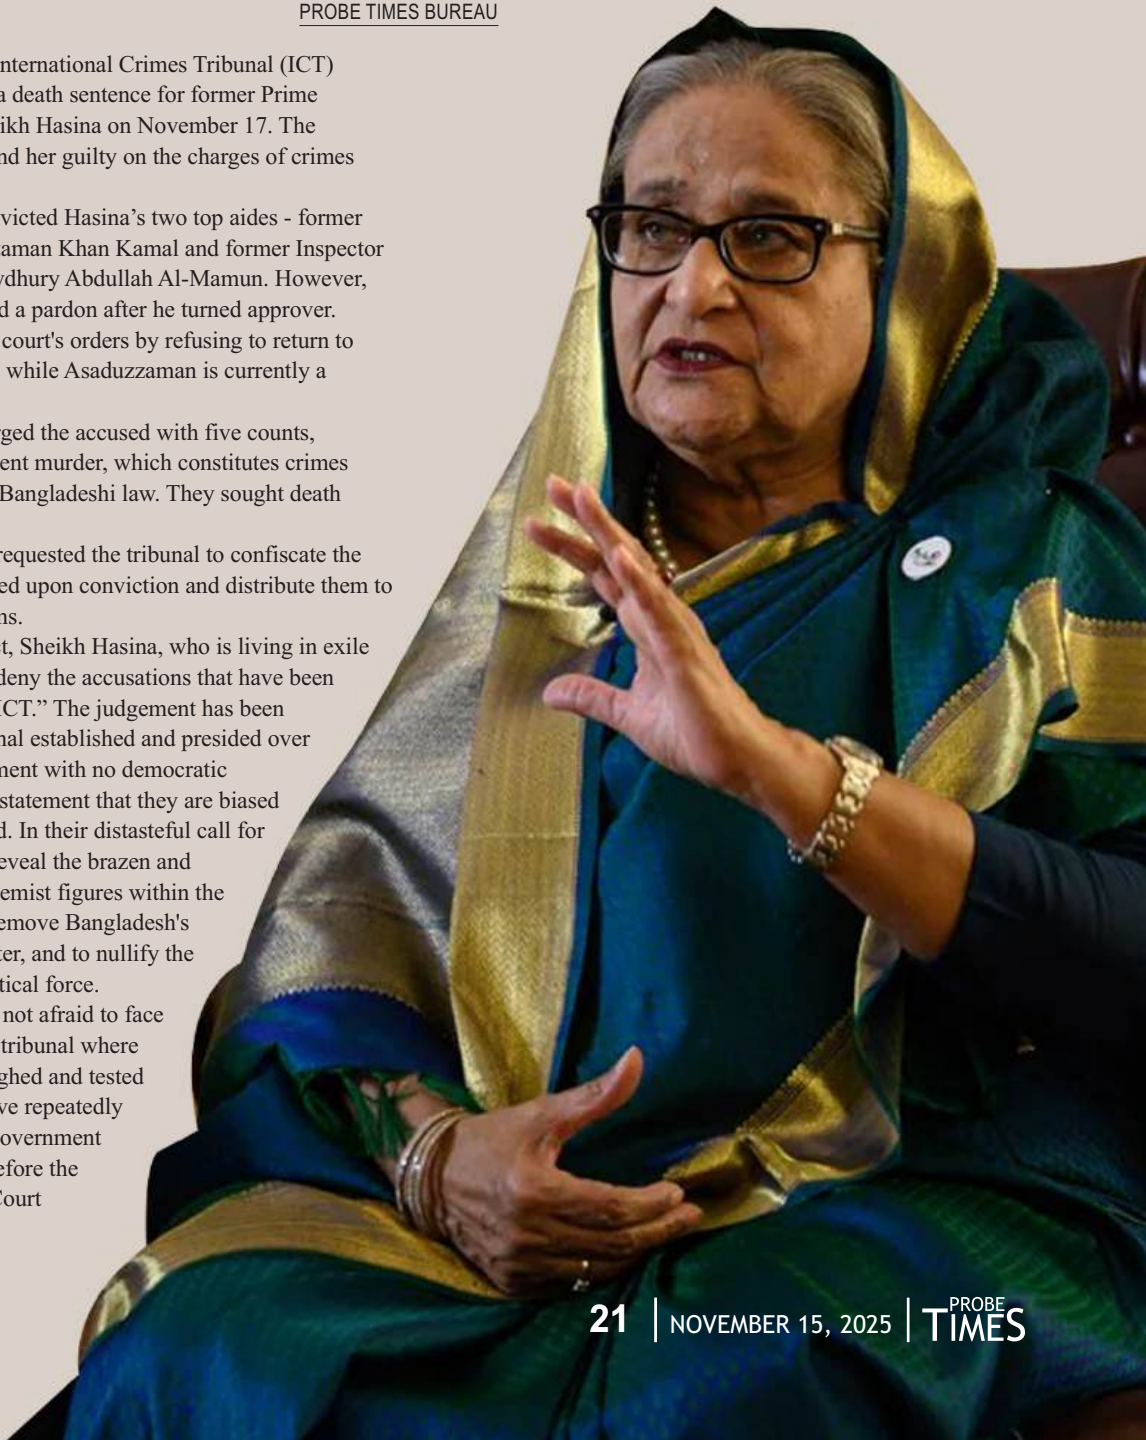 PROBE TIMES BUREAU
nternational Crimes Tribunal (ICT)
a death sentence for former Prime
ikh Hasina on November 17. The
nd her guilty on the charges of crimes
victed Hasina’s two top aides - former
zaman Khan Kamal and former Inspector
wdhury Abdullah Al-Mamun. However,
d a pardon after he turned approver.
court's orders by refusing to return to
while Asaduzzaman is currently a
rged the accused with five counts,
ent murder, which constitutes crimes
Bangladeshi law. They sought death
requested the tribunal to confiscate the
ed upon conviction and distribute them to
ns.
t, Sheikh Hasina, who is living in exile
deny the accusations that have been
ICT.” The judgement has been
nal established and presided over
ment with no democratic
statement that they are biased
d. In their distasteful call for
eveal the brazen and
emist figures within the
emove Bangladesh's
ter, and to nullify the
tical force.
not afraid to face
tribunal where
ghed and tested
ve repeatedly
overnment
efore the
Court
21 | NOVEMBER 15, 2025 | PROBE TIMES